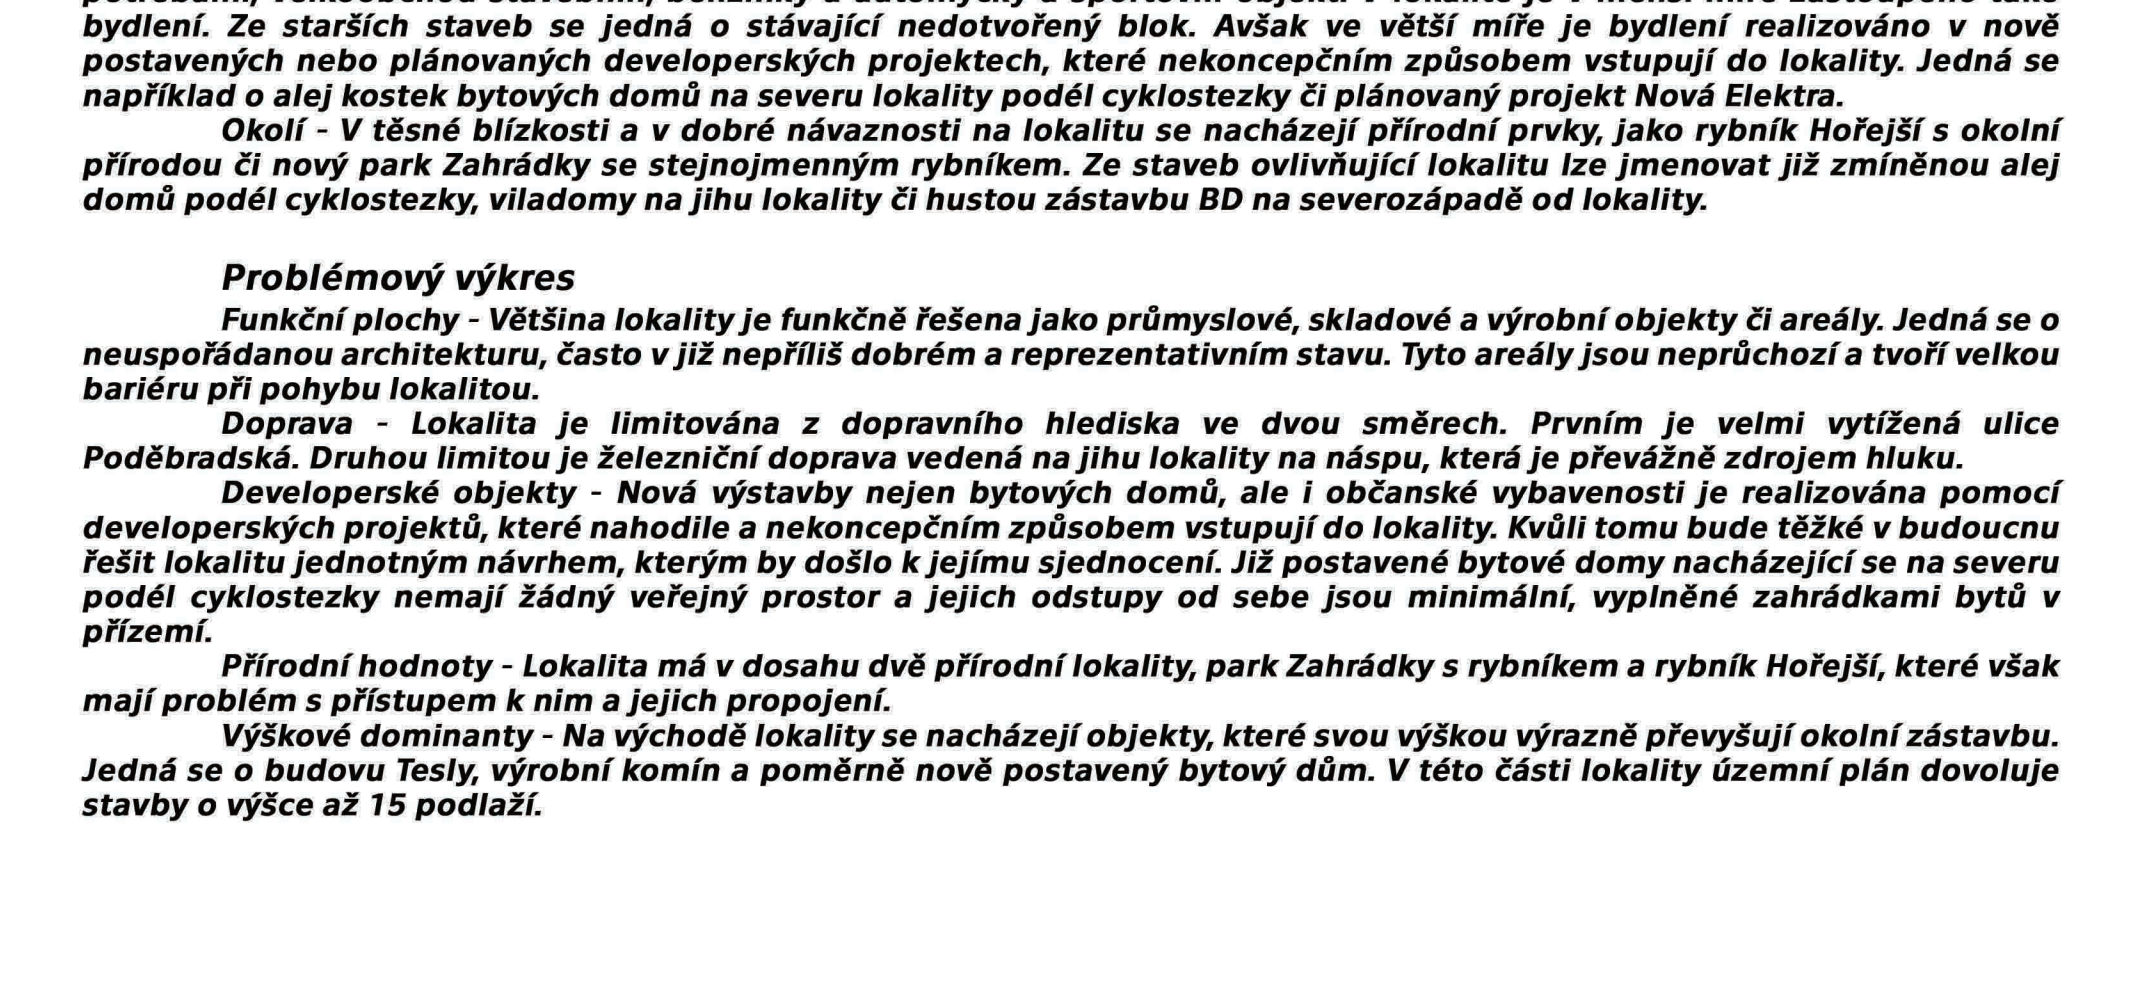 bydlení. Ze starších staveb se jedná o stávající nedotvořený blok. Avšak ve větší míře je bydlení realizováno v nově
postavených nebo plánovaných developerských projektech, které nekoncepčním způsobem vstupují do lokality. Jedná se
například o alej kostek bytových domů na severu lokality podél cyklostezky či plánovaný projekt Nová Elektra.
Okolí – V těsné blízkosti a v dobré návaznosti na lokalitu se nacházejí přírodní prvky, jako rybník Hořejší s okolní
přírodou či nový park Zahrádky se stejnojmenným rybníkem. Ze staveb ovlivňující lokalitu lze jmenovat již zmíněnou alej
domů podél cyklostezky, viladomy na jihu lokality či hustou zástavbu BD na severozápadě od lokality.
Problémový výkres
Funkční plochy – Většina lokality je funkčně řešena jako průmyslové, skladové a výrobní objekty či areály. Jedná se o
neuspořádanou architekturu, často v již nepříliš dobrém a reprezentativním stavu. Tyto areály jsou neprůchozí a tvoří velkou
bariéru při pohybu lokalitou.
Doprava – Lokalita je limitována z dopravního hlediska ve dvou směrech. Prvním je velmi vytížená ulice
Poděbradská. Druhou limitou je železniční doprava vedená na jihu lokality na náspu, která je převážně zdrojem hluku.
Developerské objekty – Nová výstavby nejen bytových domů, ale i občanské vybavenosti je realizována pomocí
developerských projektů, které nahodile a nekoncepčním způsobem vstupují do lokality. Kvůli tomu bude těžké v budoucnu
řešit lokalitu jednotným návrhem, kterým by došlo k jejímu sjednocení. Již postavené bytové domy nacházející se na severu
podél cyklostezky nemají žádný veřejný prostor a jejich odstupy od sebe jsou minimální, vyplněné zahrádkami bytů v
přízemí.
Přírodní hodnoty – Lokalita má v dosahu dvě přírodní lokality, park Zahrádky s rybníkem a rybník Hořejší, které však
mají problém s přístupem k nim a jejich propojení.
Výškové dominanty – Na východě lokality se nacházejí objekty, které svou výškou výrazně převyšují okolní zástavbu.
Jedná se o budovu Tesly, výrobní komín a poměrně nově postavený bytový dům. V této části lokality územní plán dovoluje
stavby o výšce až 15 podlaží.